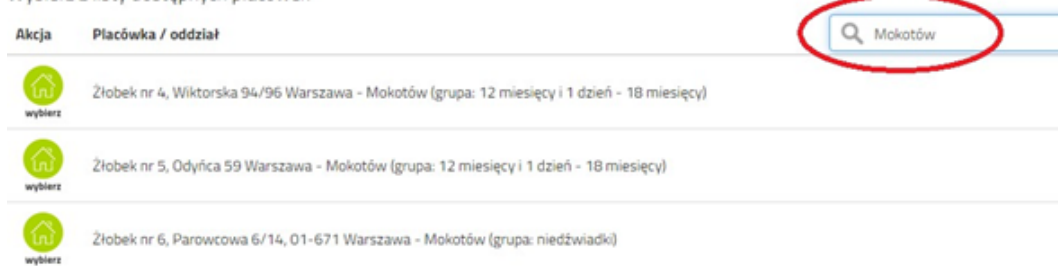 Akcja Placówka / oddział Mokotów
Żłobek nr 4, Wiktorska 94/96 Warszawa - Mokotów (grupa: 12 miesięcy i 1 dzień - 18 miesięcy)
wybierz
Żłobek nr 5, Odyńca 59 Warszawa - Mokotów (grupa: 12 miesięcy i 1 dzień - 18 miesięcy)
wybierz
Żłobek nr 6, Parowcowa 6/14, 01-671 Warszawa - Mokotów (grupa: niedźwiadki)
wybierz